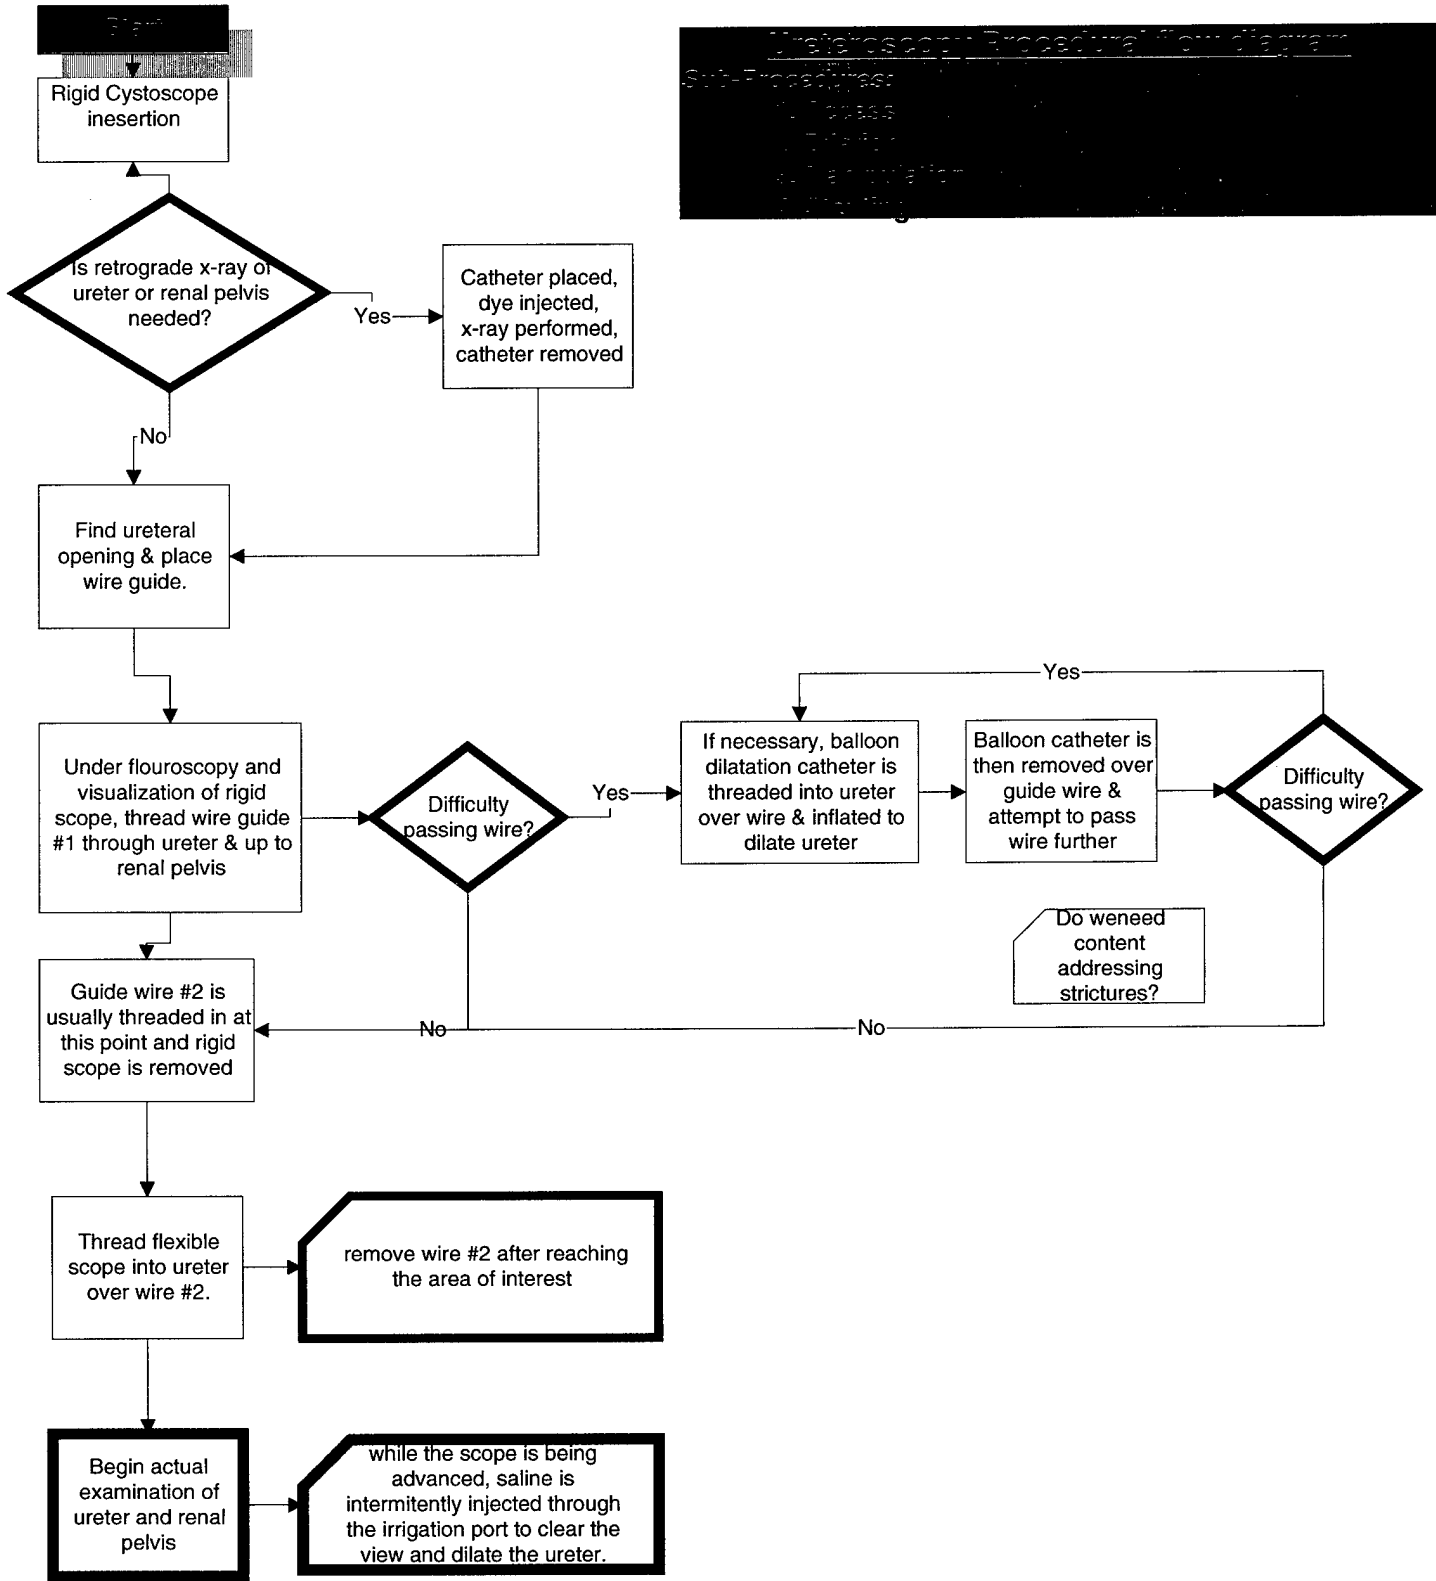 Start
Ureteroscopy Procedural flow diagram
Sub-Procedures:
Rigid Cystoscope
inesertion
Is retrograde x-ray of
ureter or renal pelvis
needed?
Yes
Catheter placed,
dye injected,
x-ray performed,
catheter removed
No
Find ureteral
opening & place
wire guide.
Under flouroscopy and
visualization of rigid
scope, thread wire guide
#1 through ureter & up to
renal pelvis
Difficulty
passing wire?
Yes
If necessary, balloon
dilatation catheter is
threaded into ureter
over wire & inflated to
dilate ureter
Balloon catheter is
then removed over
guide wire &
attempt to pass
wire further
Yes
Difficulty
passing wire?
Do weneed
content
addressing
strictures?
Guide wire #2 is
usually threaded in at
this point and rigid
scope is removed
No
No
Thread flexible
scope into ureter
over wire #2.
remove wire #2 after reaching
the area of interest
Begin actual
examination of
ureter and renal
pelvis
while the scope is being
advanced, saline is
intermitently injected through
the irrigation port to clear the
view and dilate the ureter.